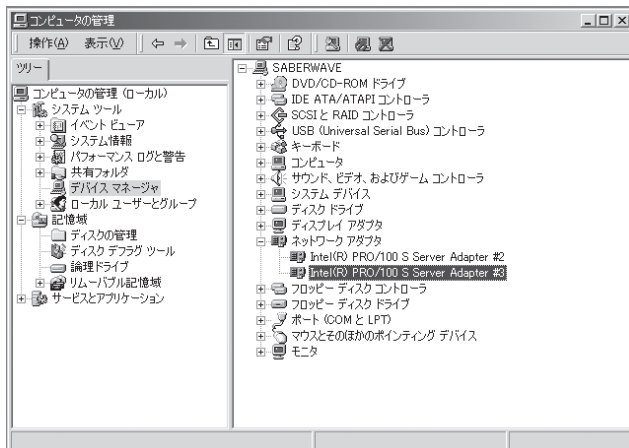 コンピュータの管理
操作(A) 表示(V)
ツリー
コンピュータの管理 (ローカル)
システム ツール
イベント ビューア
システム情報
パフォーマンス ログと警告
共有フォルダ
デバイス マネージャ
ローカル ユーザーとグループ
記憶域
ディスクの管理
ディスク デフラグ ツール
論理ドライブ
リムーバブル記憶域
サービスとアプリケーション
SABERWAVE
DVD/CD-ROM ドライブ
IDE ATA/ATAPI コントローラ
SCSI と RAID コントローラ
USB (Universal Serial Bus) コントローラ
キーボード
コンピュータ
サウンド、ビデオ、およびゲーム コントローラ
システム デバイス
ディスク ドライブ
ディスプレイ アダプタ
ネットワーク アダプタ
Intel(R) PRO/100 S Server Adapter #2
Intel(R) PRO/100 S Server Adapter #3
フロッピー ディスク コントローラ
フロッピー ディスク ドライブ
ポート (COM と LPT)
マウスとそのほかのポインティング デバイス
モニタ